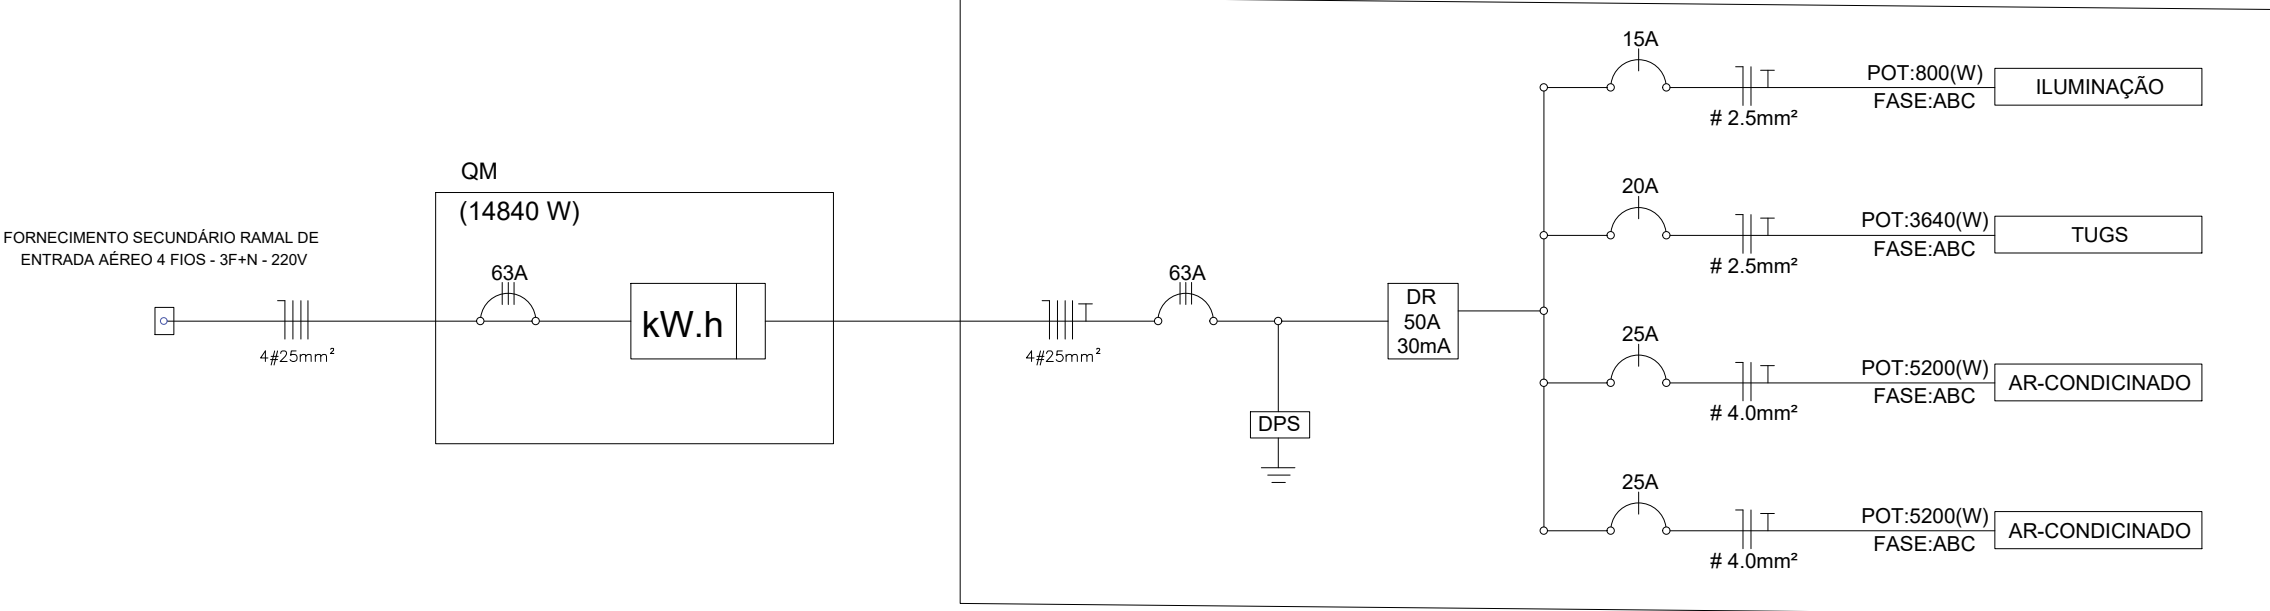 FORNECIMENTO SECUNDÁRIO RAMAL DE
ENTRADA AÉREO 4 FIOS - 3F+N - 220V
4#25mm²
QM
(14840 W)
63A
kW.h
4#25mm²
63A
DPS
DR
50A
30mA
15A
# 2.5mm²
POT:800(W)
FASE:ABC
ILUMINAÇÃO
20A
# 2.5mm²
POT:3640(W)
FASE:ABC
TUGS
25A
# 4.0mm²
POT:5200(W)
FASE:ABC
AR-CONDICINADO
25A
# 4.0mm²
POT:5200(W)
FASE:ABC
AR-CONDICINADO